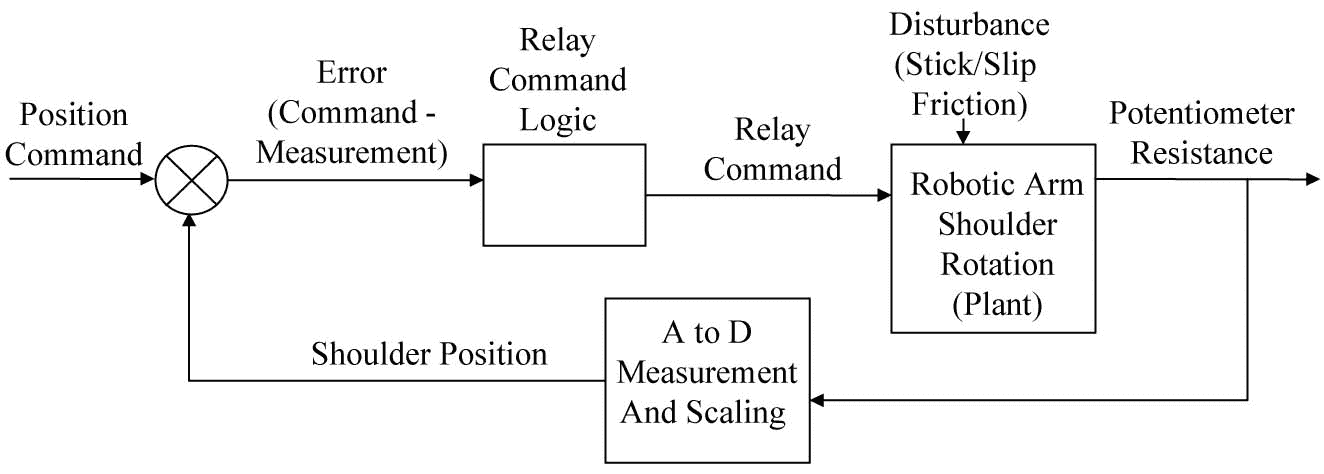 Position
Command
Error
(Command -
Measurement)
Relay
Command
Logic
Relay
Command
Disturbance
(Stick/Slip
Friction)
Robotic Arm
Shoulder
Rotation
(Plant)
Potentiometer
Resistance
Shoulder Position
A to D
Measurement
And Scaling